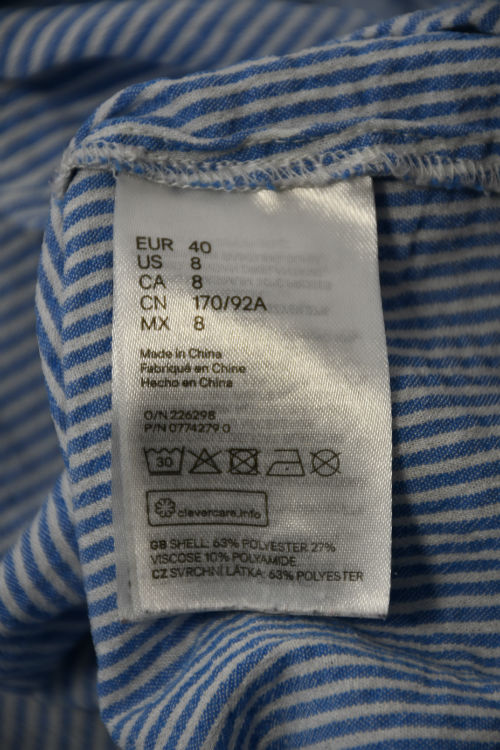 EUR 40
US 8
CA 8
CN 170/92A
MX 8
Made in China
Fabriqué en Chine
Hecho en China
O/N 226298
P/N 0774279 0
30
clevercare.info
GB SHELL: 63% POLYESTER 27%
VISCOSE 10% POLYAMIDE
CZ SVRCHNÍ LÁTKA: 63% POLYESTER